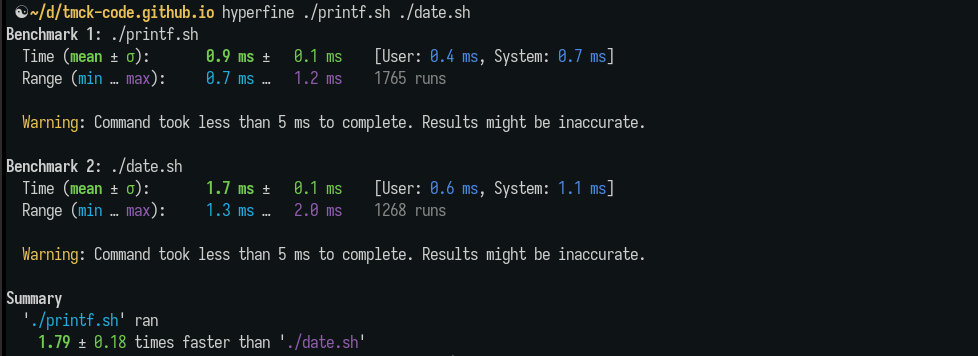 ☯ ~/d/tmck-code.github.io hyperfine ./printf.sh ./date.sh
Benchmark 1: ./printf.sh
Time (mean ± σ): 0.9 ms ± 0.1 ms [User: 0.4 ms, System: 0.7 ms]
Range (min … max): 0.7 ms … 1.2 ms 1765 runs
Warning: Command took less than 5 ms to complete. Results might be inaccurate.
Benchmark 2: ./date.sh
Time (mean ± σ): 1.7 ms ± 0.1 ms [User: 0.6 ms, System: 1.1 ms]
Range (min … max): 1.3 ms … 2.0 ms 1268 runs
Warning: Command took less than 5 ms to complete. Results might be inaccurate.
Summary
'./printf.sh' ran
1.79 ± 0.18 times faster than './date.sh'